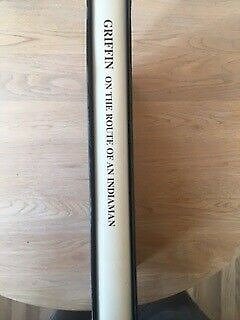 GRIFFIN ON THE ROUTE OF AN INDIAMAN